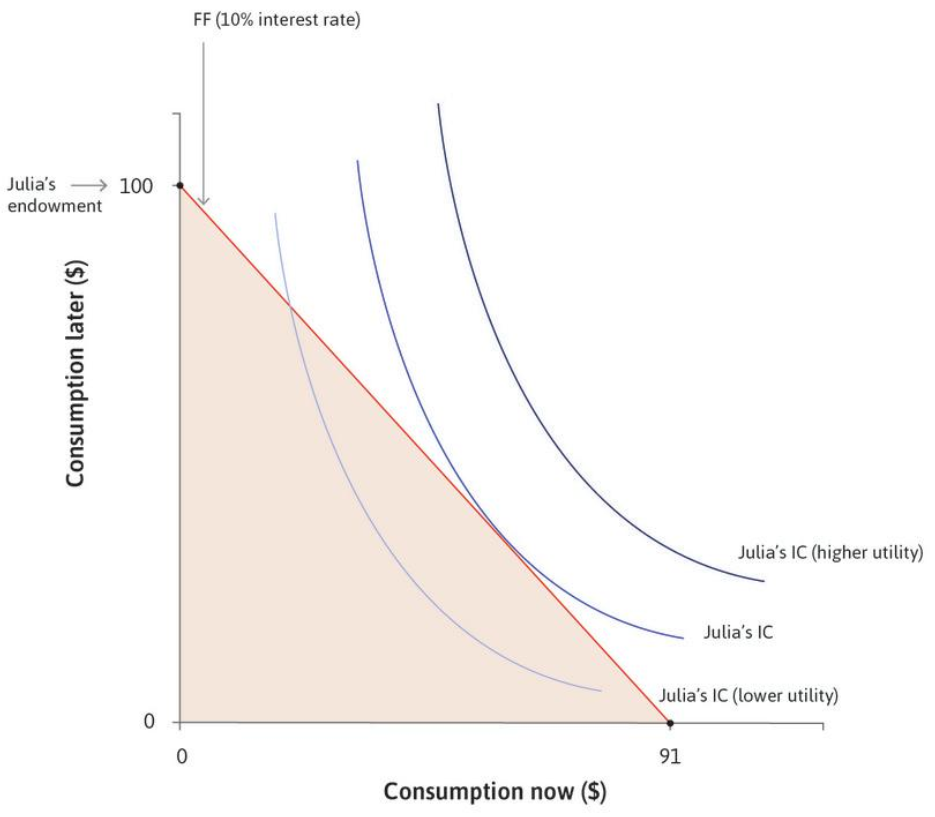 FF (10% interest rate)
Julia's
endowment
100
Consumption later ($)
Julia's IC (higher utility)
Julia's IC
Julia's IC (lower utility)
0
0
91
Consumption now ($)